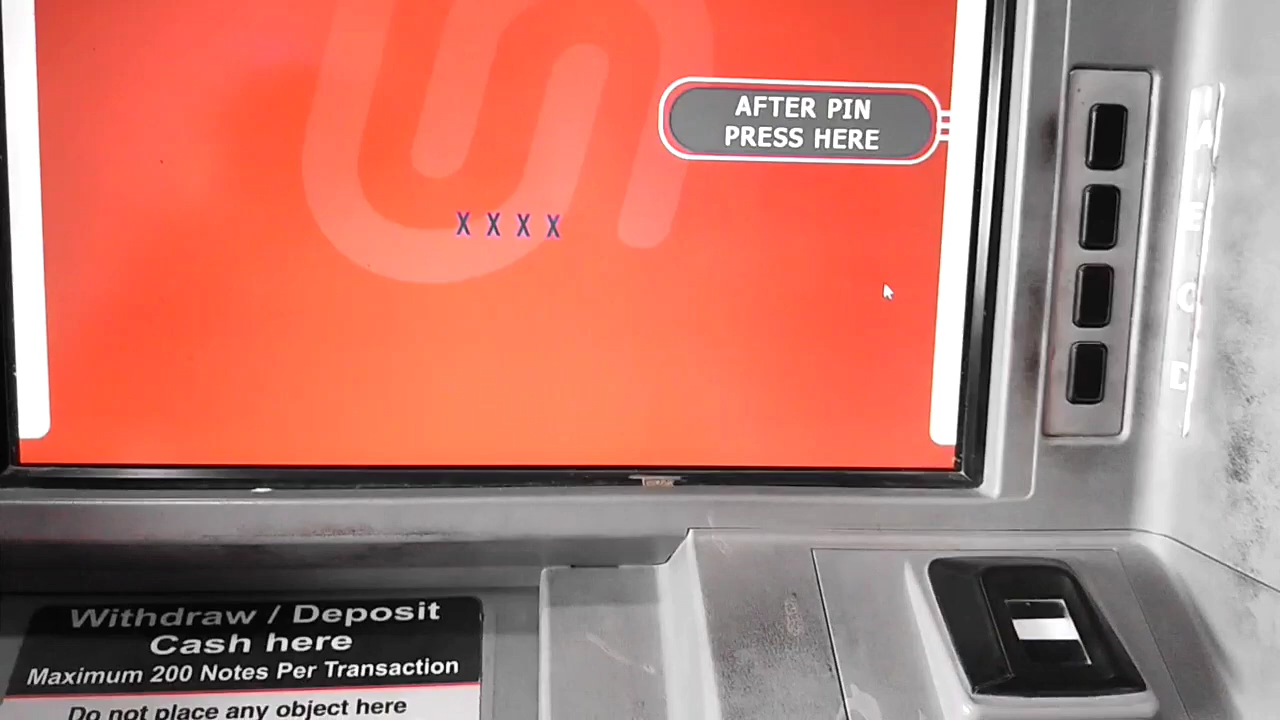 AFTER PIN
PRESS HERE
X X X X
Withdraw / Deposit
Cash here
Maximum 200 Notes Per Transaction
Do not place any object here